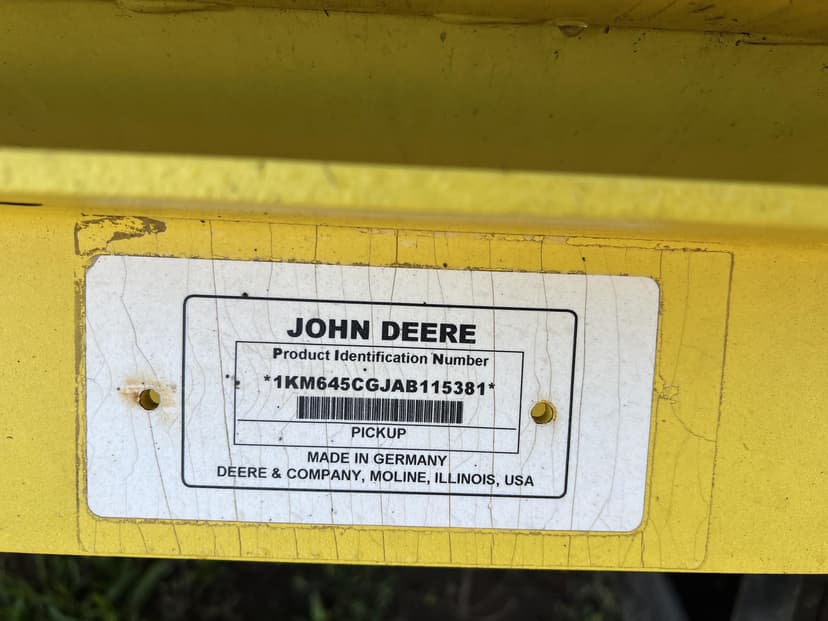 JOHN DEERE
Product Identification Number
*1KM645CGJAB115381*
PICKUP
MADE IN GERMANY
DEERE & COMPANY, MOLINE, ILLINOIS, USA